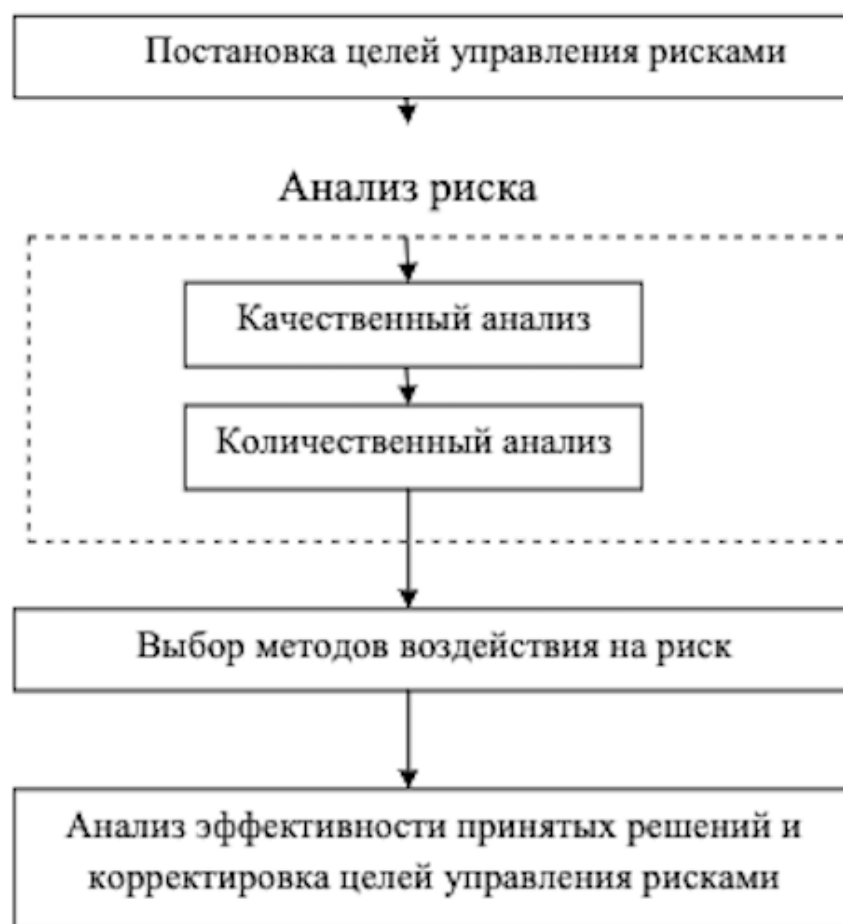 Постановка целей управления рисками
Анализ риска
Качественный анализ
Количественный анализ
Выбор методов воздействия на риск
Анализ эффективности принятых решений и
корректировка целей управления рисками